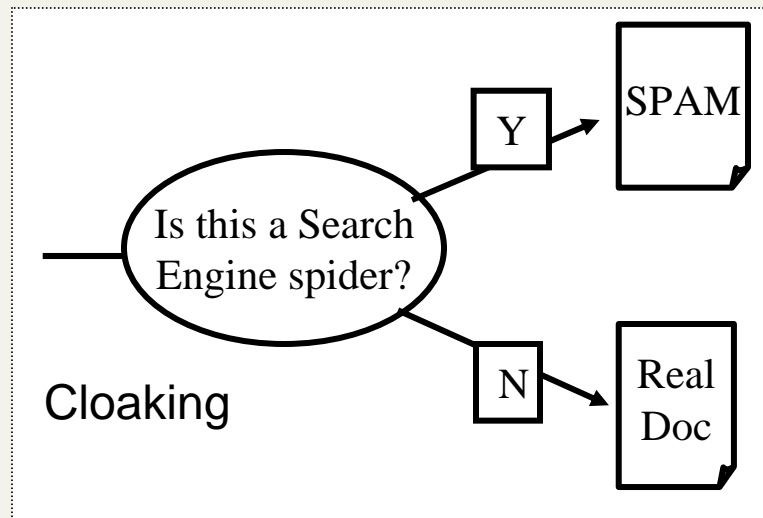 SPAM
Y
Is this a Search
Engine spider?
N
Real
Doc
Cloaking